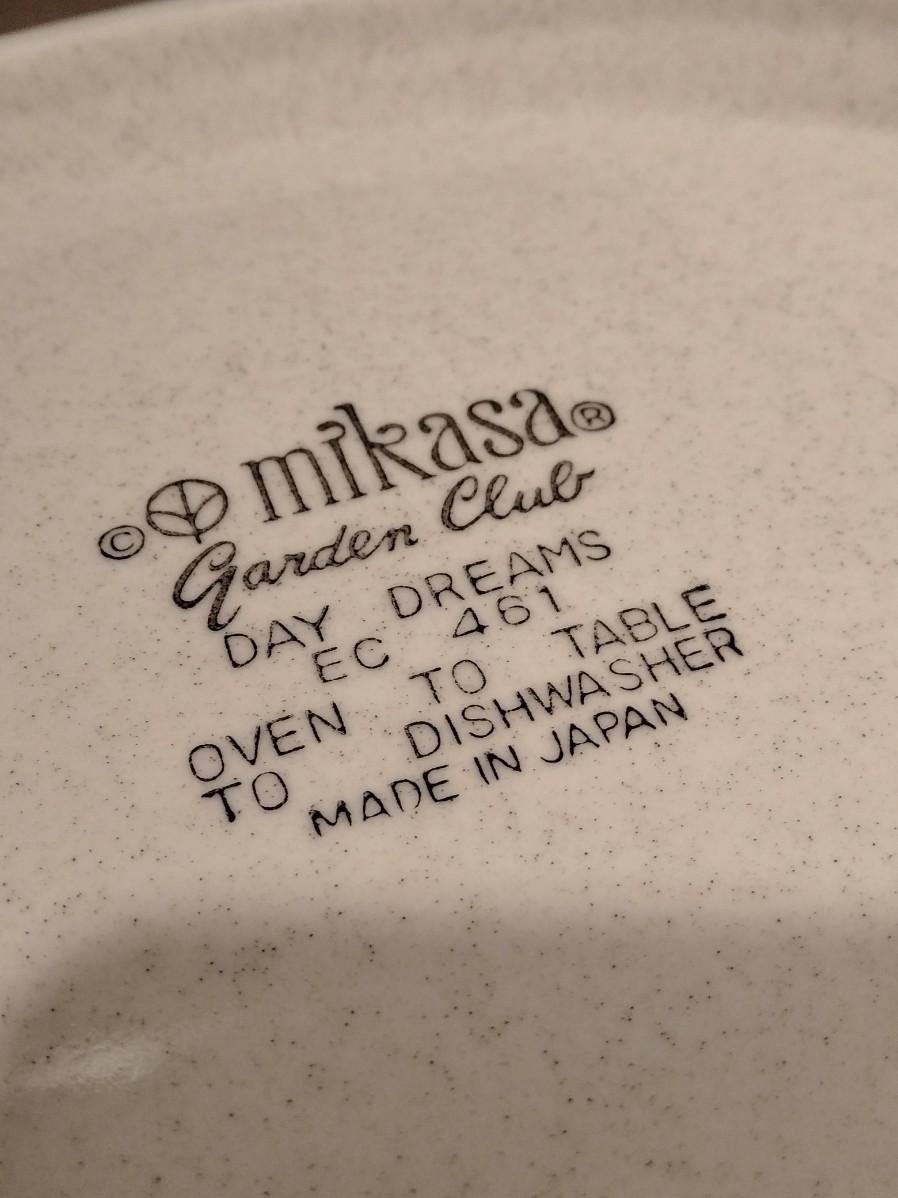 © mikasa®
Garden Club
DAY DREAMS
EC 461
OVEN TO TABLE
TO DISHWASHER
MADE IN JAPAN